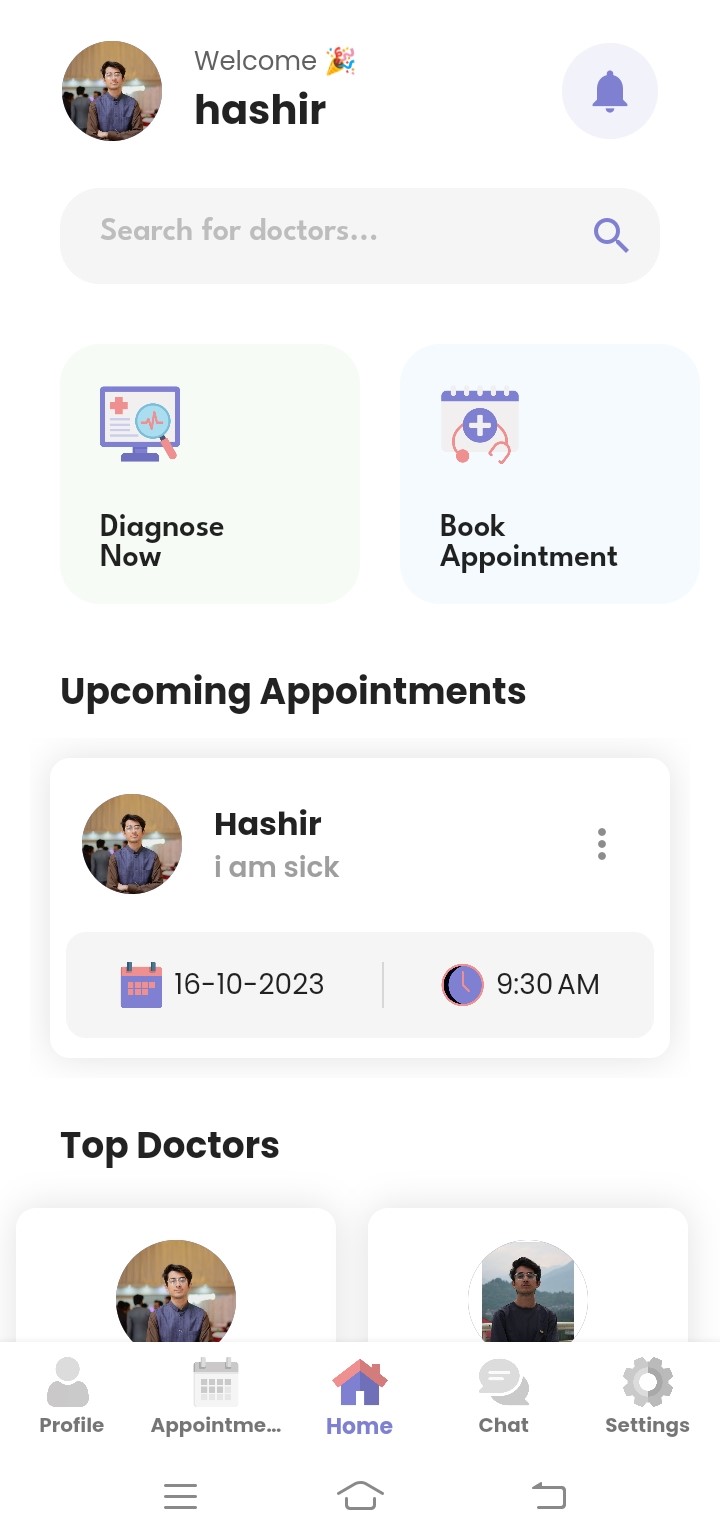 Welcome 🎉
hashir
Search for doctors...
Diagnose
Now
Book
Appointment
Upcoming Appointments
Hashir
i am sick
16-10-2023
9:30 AM
Top Doctors
Profile
Appointme...
Home
Chat
Settings